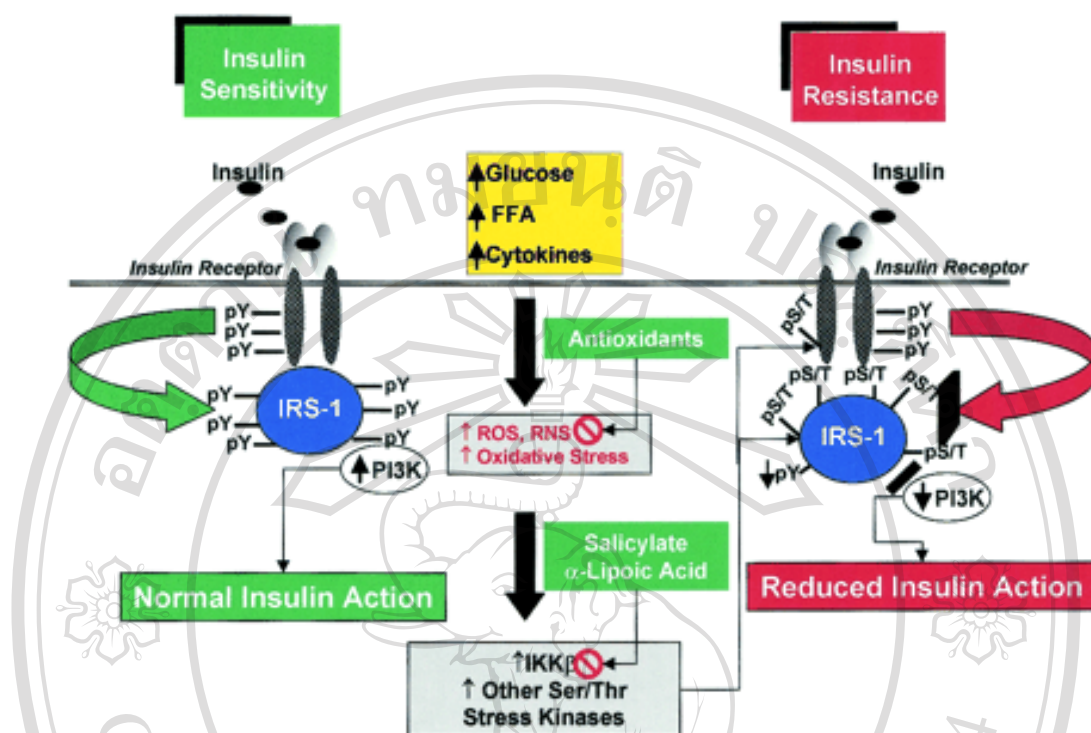 Insulin
Sensitivity
Insulin
Resistance
Insulin
↑Glucose
↑FFA
↑Cytokines
Insulin
Insulin Receptor
Insulin Receptor
pY
pY
pY
pY
pY
pY
pY
pY
pY
IRS-1
↑PI3K
Normal Insulin Action
Antioxidants
↑ ROS, RNS
↑ Oxidative Stress
Salicylate
α-Lipoic Acid
↑IKKβ
↑ Other Ser/Thr
Stress Kinases
pS/T
pY
pY
pY
pS/T
pS/T
pS/T
pS/T
IRS-1
pS/T
↓pY
↓PI3K
Reduced Insulin Action